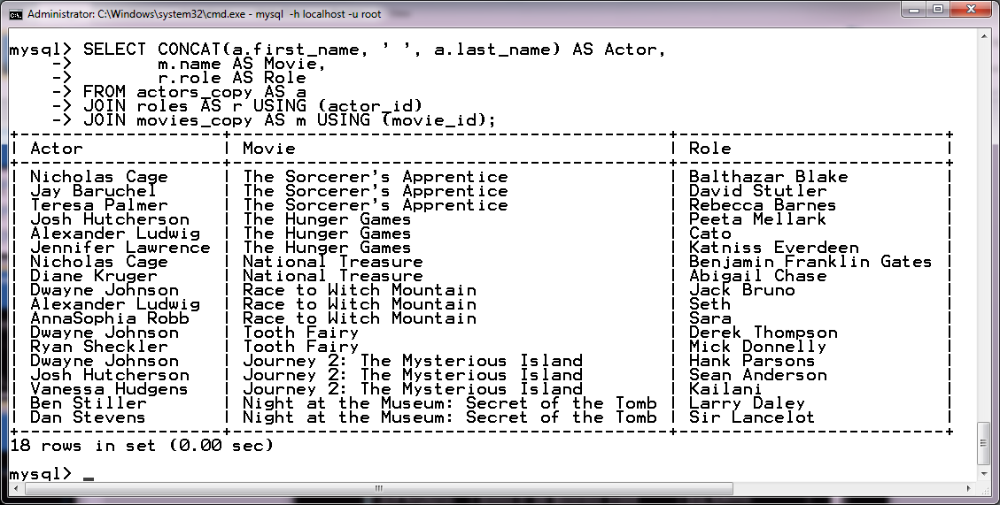 Administrator: C:\Windows\system32\cmd.exe - mysql  -h localhost -u root
mysql> SELECT CONCAT(a.first_name, ' ', a.last_name) AS Actor,
    ->        m.name AS Movie,
    ->        r.role AS Role
    -> FROM actors_copy AS a
    -> JOIN roles AS r USING (actor_id)
    -> JOIN movies_copy AS m USING (movie_id);
+-------------------+-----------------------------------------+-------------------------+
| Actor             | Movie                                   | Role                    |
+-------------------+-----------------------------------------+-------------------------+
| Nicholas Cage     | The Sorcerer's Apprentice               | Balthazar Blake         |
| Jay Baruchel      | The Sorcerer's Apprentice               | David Stutler           |
| Teresa Palmer     | The Sorcerer's Apprentice               | Rebecca Barnes          |
| Josh Hutcherson   | The Hunger Games                        | Peeta Mellark           |
| Alexander Ludwig  | The Hunger Games                        | Cato                    |
| Jennifer Lawrence | The Hunger Games                        | Katniss Everdeen        |
| Nicholas Cage     | National Treasure                       | Benjamin Franklin Gates |
| Diane Kruger      | National Treasure                       | Abigail Chase           |
| Dwayne Johnson    | Race to Witch Mountain                  | Jack Bruno              |
| Alexander Ludwig  | Race to Witch Mountain                  | Seth                    |
| AnnaSophia Robb   | Race to Witch Mountain                  | Sara                    |
| Dwayne Johnson    | Tooth Fairy                             | Derek Thompson          |
| Ryan Sheckler     | Tooth Fairy                             | Mick Donnelly           |
| Dwayne Johnson    | Journey 2: The Mysterious Island        | Hank Parsons            |
| Josh Hutcherson   | Journey 2: The Mysterious Island        | Sean Anderson           |
| Vanessa Hudgens   | Journey 2: The Mysterious Island        | Kailani                 |
| Ben Stiller       | Night at the Museum: Secret of the Tomb | Larry Daley             |
| Dan Stevens       | Night at the Museum: Secret of the Tomb | Sir Lancelot            |
+-------------------+-----------------------------------------+-------------------------+
18 rows in set (0.00 sec)
mysql> _